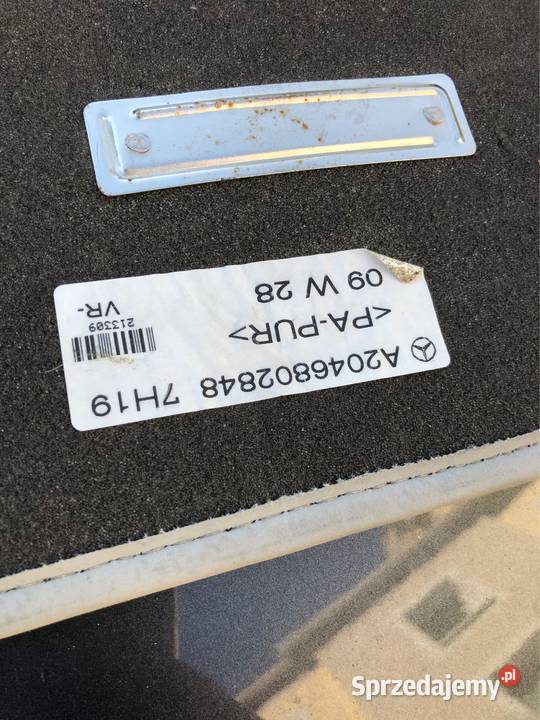 A2046802848 7H19
<PA-PUR>
09 W 28
213309
VR-
Sprzedajemy.pl